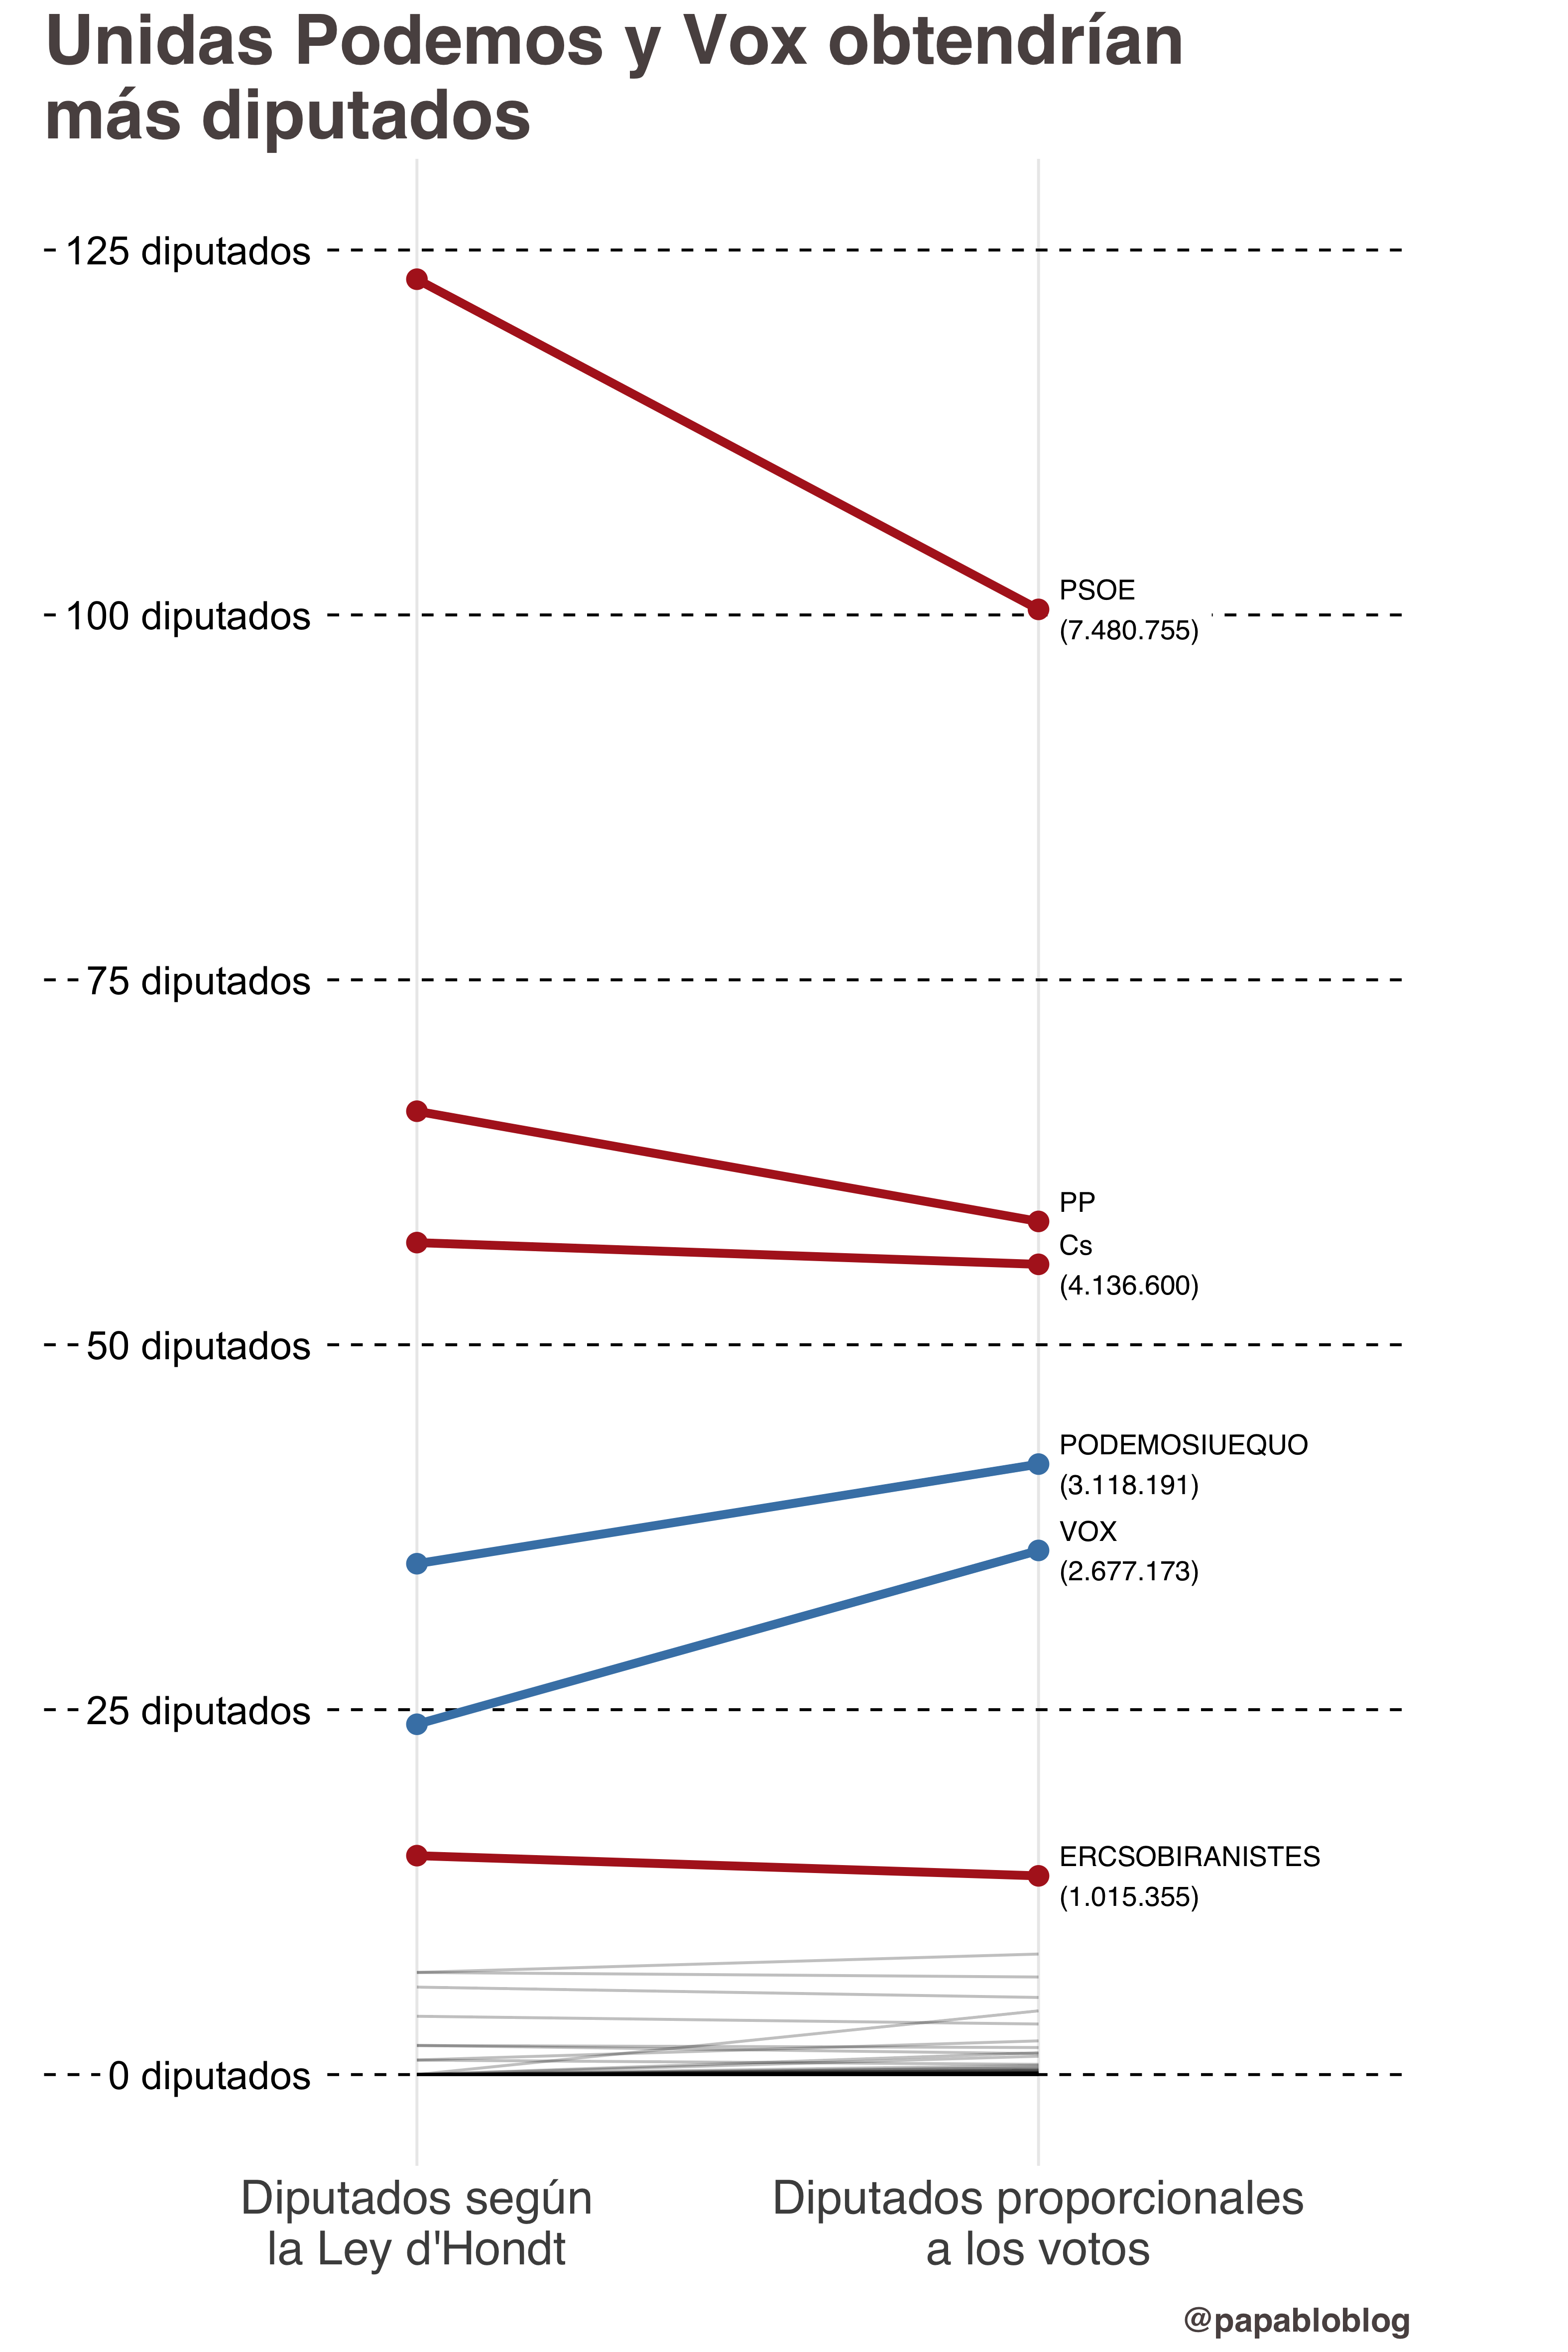 Unidas Podemos y Vox obtendrían
más diputados
125 diputados
100 diputados
PSOE
(7.480.755)
75 diputados
PP
Cs
(4.136.600)
50 diputados
PODEMOSIUEQUO
(3.118.191)
VOX
(2.677.173)
25 diputados
ERCSOBIRANISTES
(1.015.355)
0 diputados
Diputados según
la Ley d'Hondt
Diputados proporcionales
a los votos
@papabloblog